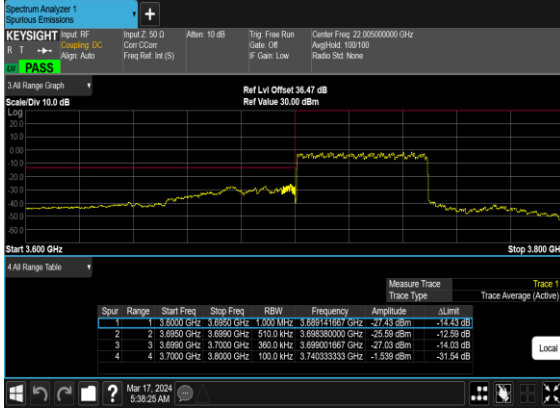 Spectrum Analyzer 1
Spurious Emissions
+
KEYSIGHT Input: RF Input Z: 50 Ω Atten: 10 dB Trig: Free Run Center Freq: 22.005000000 GHz
R T Coupling: DC Corr CCorr Gate: Off Avg|Hold: 100/100
Align: Auto Freq Ref: Int (S) IF Gain: Low Radio Std: None
LXI PASS
3.All Range Graph Ref Lvl Offset 36.47 dB
Scale/Div 10.0 dB Ref Value 30.00 dBm
Log
20.0
10.0
0.00
-10.0
-20.0
-30.0
-40.0
-50.0
-60.0
Start 3.600 GHz Stop 3.800 GH
4.All Range Table
Measure Trace Trace 1
Trace Type Trace Average (Active)
Spur Range Start Freq Stop Freq RBW Frequency Amplitude ΔLimit
1 1 3.6000 GHz 3.6950 GHz 1.000 MHz 3.689141667 GHz -27.43 dBm -14.43 dB
2 2 3.6950 GHz 3.6990 GHz 510.0 kHz 3.698380000 GHz -25.59 dBm -12.59 dB
3 3 3.6990 GHz 3.7000 GHz 360.0 kHz 3.699001667 GHz -27.03 dBm -14.03 dB
4 4 3.7000 GHz 3.8000 GHz 100.0 kHz 3.740333333 GHz -1.539 dBm -31.54 dB
Local
? Mar 17, 2024
5:38:25 AM